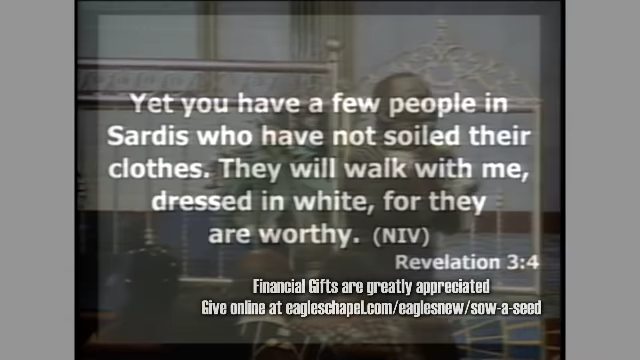 Yet you have a few people in
Sardis who have not soiled their
clothes. They will walk with me,
dressed in white, for they
are worthy. (NIV)
Revelation 3:4
Financial Gifts are greatly appreciated
Give online at eagleschapel.com/eaglesnew/sow-a-seed